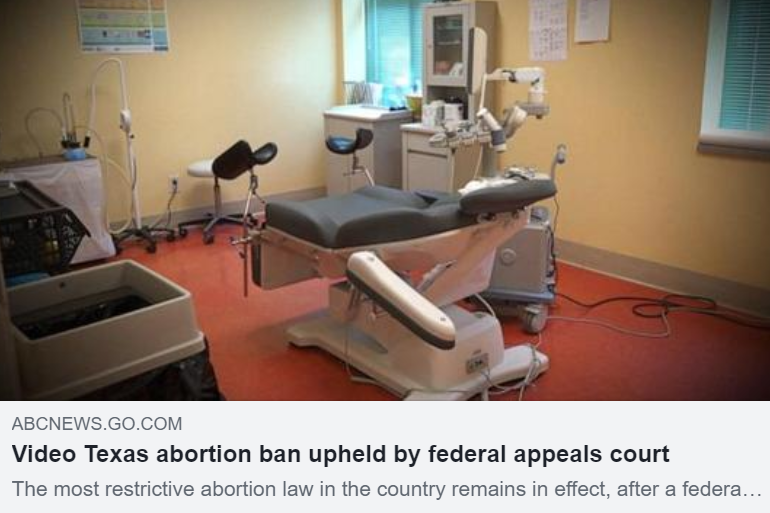 ABCNEWS.GO.COM
Video Texas abortion ban upheld by federal appeals court
The most restrictive abortion law in the country remains in effect, after a federa…